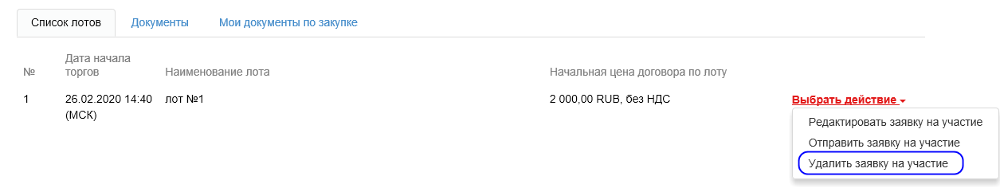 Список лотов Документы Мои документы по закупке
№ Дата начала торгов Наименование лота Начальная цена договора по лоту
1 26.02.2020 14:40 (МСК) лот №1 2 000,00 RUB, без НДС Выбрать действие
Редактировать заявку на участие
Отправить заявку на участие
Удалить заявку на участие